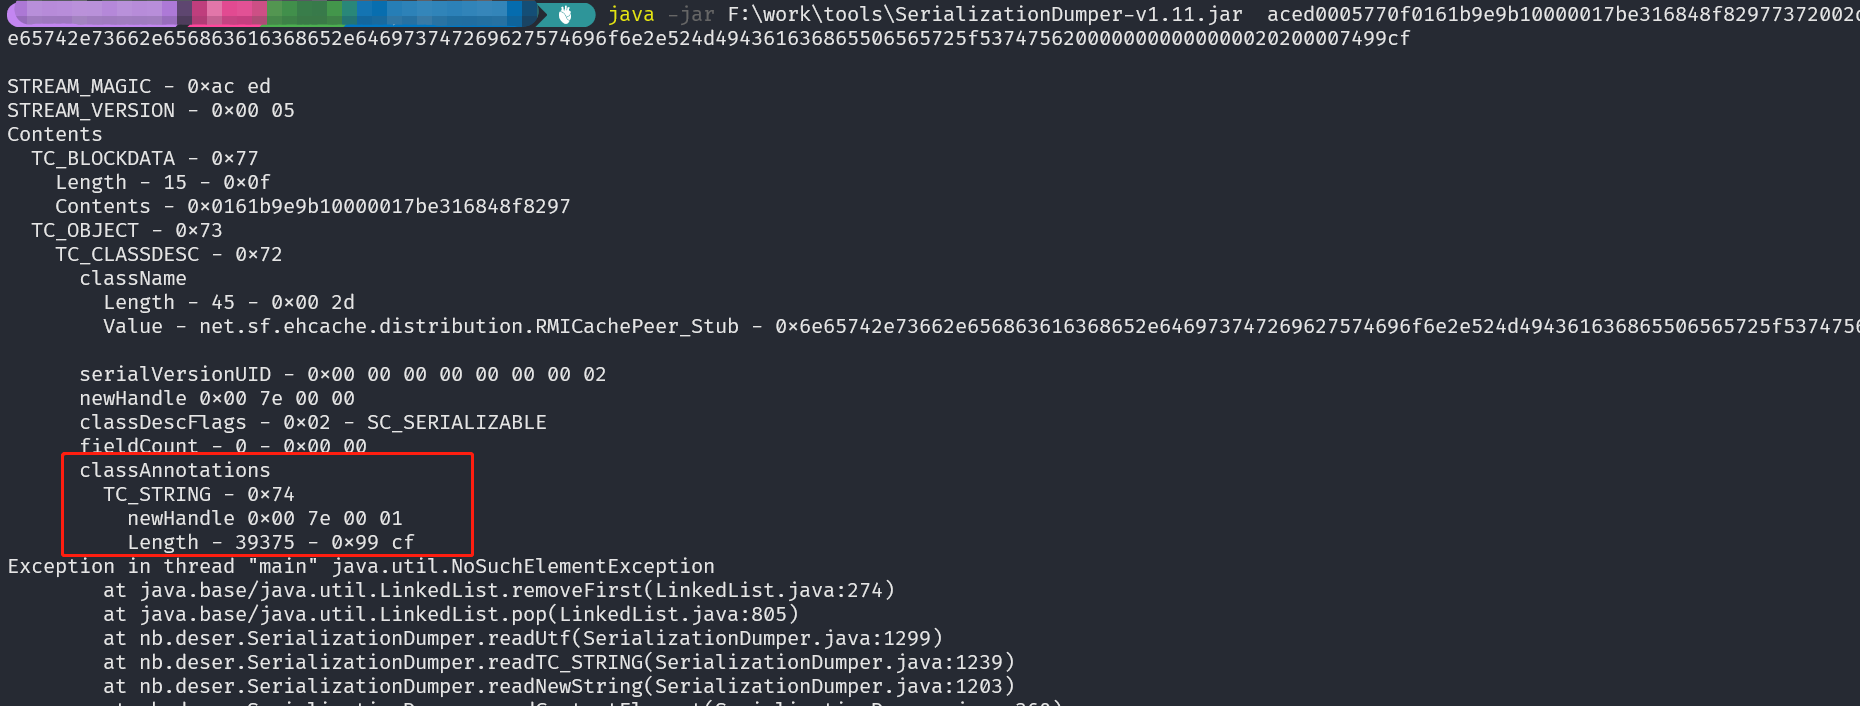 java -jar F:\work\tools\SerializationDumper-v1.11.jar  aced0005770f0161b9e9b10000017be316848f82977372002d
e65742e73662e656863616368652e646973747269627574696f6e2e524d494361636865506565725f5374756200000000000000020200007499cf
STREAM_MAGIC - 0xac ed
STREAM_VERSION - 0x00 05
Contents
TC_BLOCKDATA - 0x77
Length - 15 - 0x0f
Contents - 0x0161b9e9b10000017be316848f8297
TC_OBJECT - 0x73
TC_CLASSDESC - 0x72
className
Length - 45 - 0x00 2d
Value - net.sf.ehcache.distribution.RMICachePeer_Stub - 0x6e65742e73662e656863616368652e646973747269627574696f6e2e524d494361636865506565725f53747562
serialVersionUID - 0x00 00 00 00 00 00 00 02
newHandle 0x00 7e 00 00
classDescFlags - 0x02 - SC_SERIALIZABLE
fieldCount - 0 - 0x00 00
classAnnotations
TC_STRING - 0x74
newHandle 0x00 7e 00 01
Length - 39375 - 0x99 cf
Exception in thread "main" java.util.NoSuchElementException
at java.base/java.util.LinkedList.removeFirst(LinkedList.java:274)
at java.base/java.util.LinkedList.pop(LinkedList.java:805)
at nb.deser.SerializationDumper.readUtf(SerializationDumper.java:1299)
at nb.deser.SerializationDumper.readTC_STRING(SerializationDumper.java:1239)
at nb.deser.SerializationDumper.readNewString(SerializationDumper.java:1203)